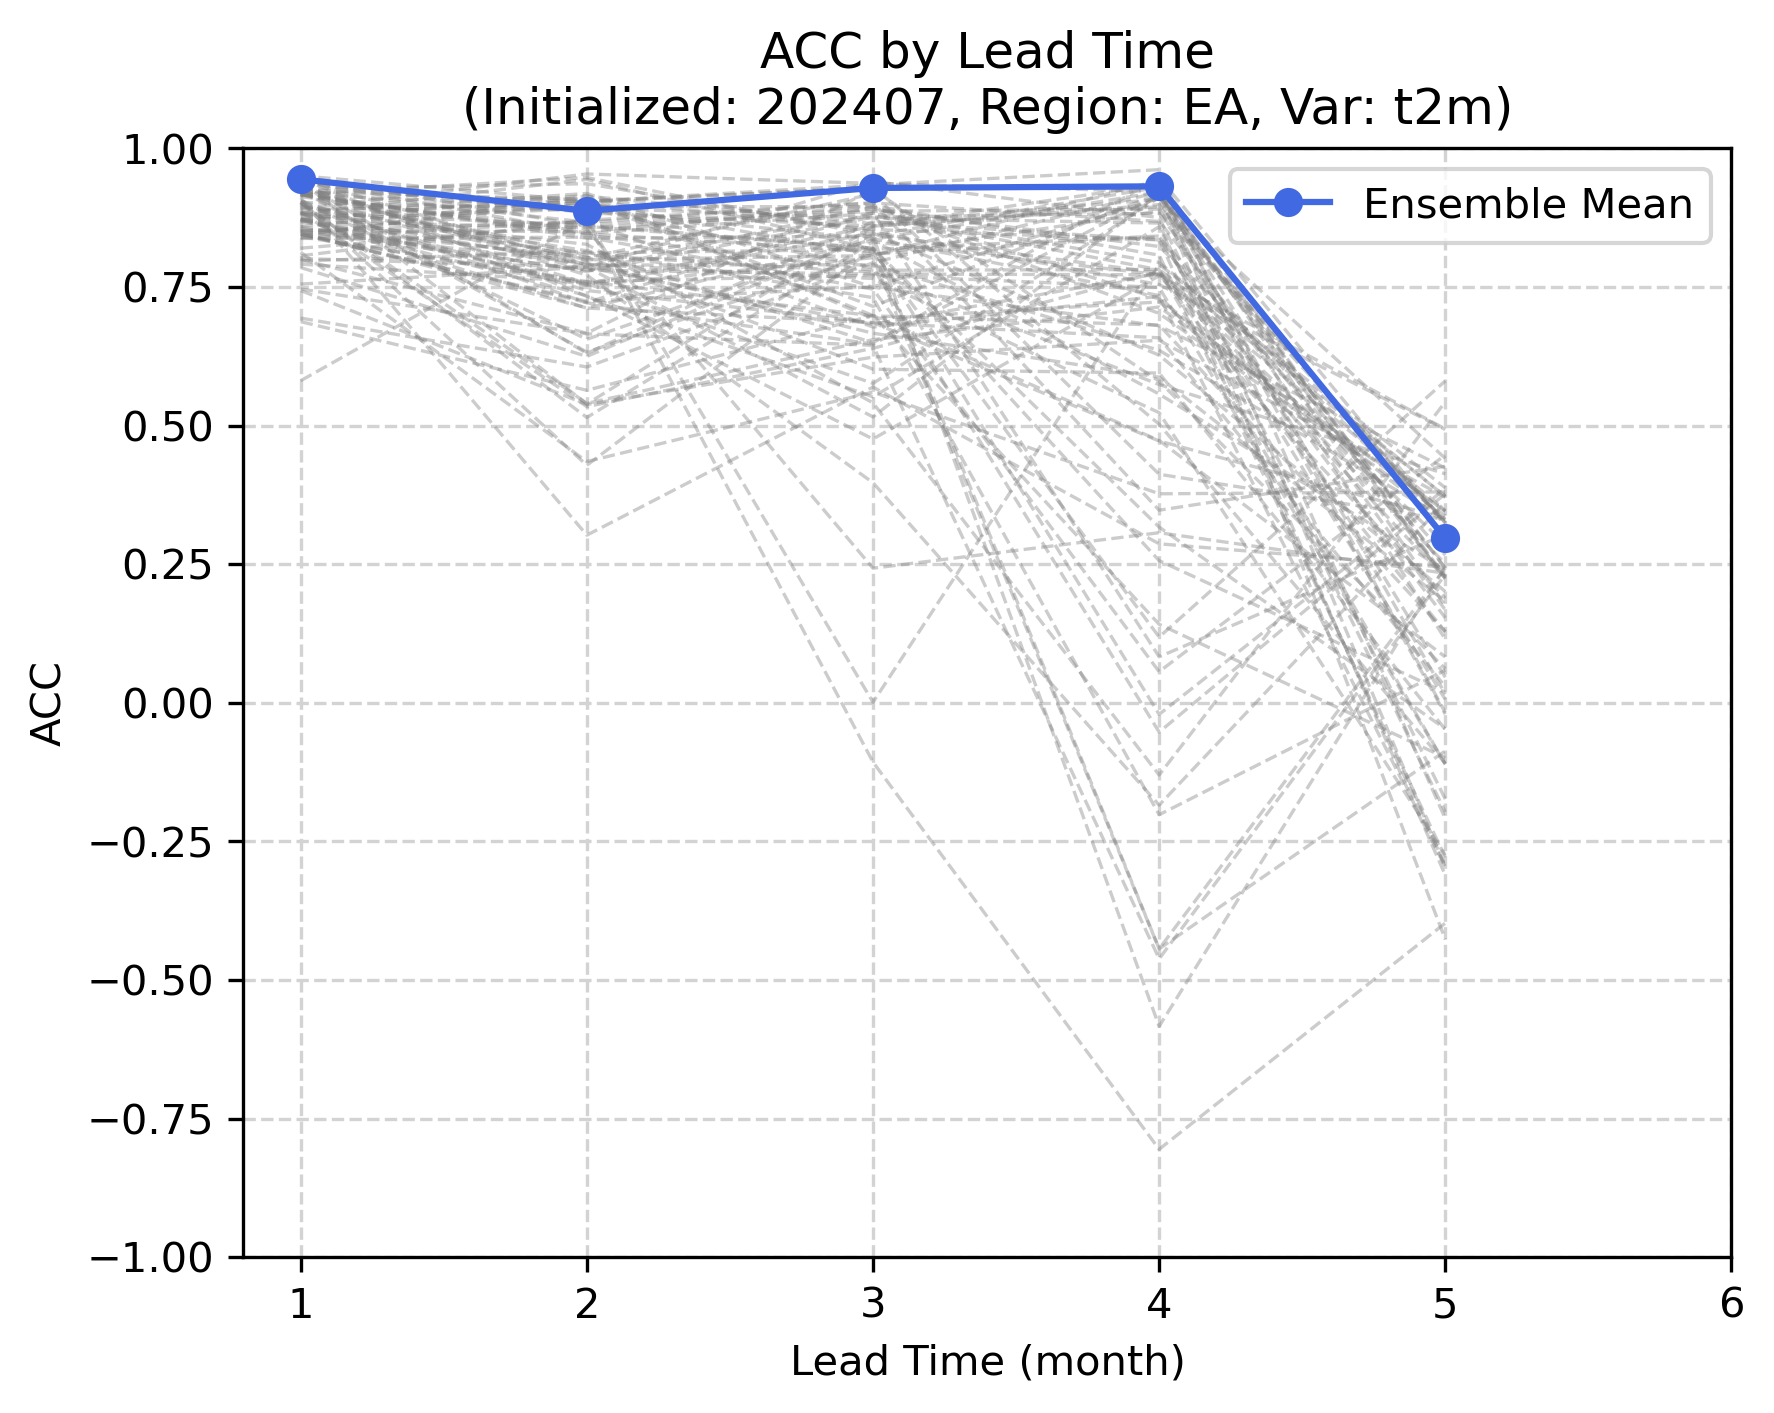 ACC by Lead Time
(Initialized: 202407, Region: EA, Var: t2m)
Ensemble Mean
ACC
1.00
0.75
0.50
0.25
0.00
−0.25
−0.50
−0.75
−1.00
1 2 3 4 5 6
Lead Time (month)